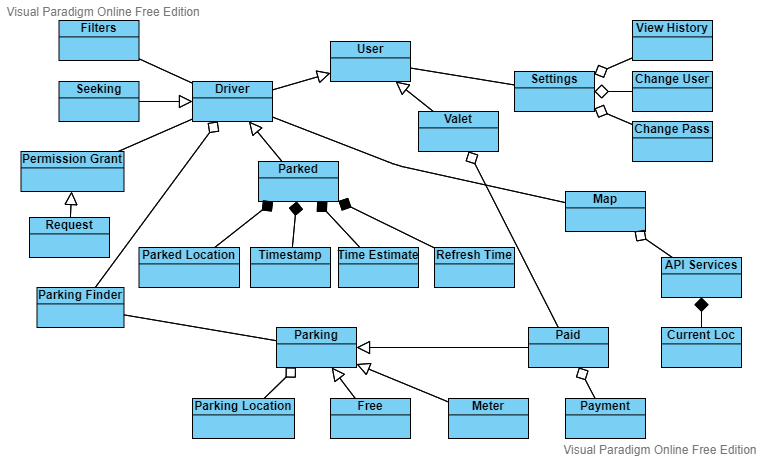 Visual Paradigm Online Free Edition
Filters
User
View History
Seeking
Driver
Settings
Change User
Valet
Change Pass
Permission Grant
Parked
Map
Request
Parked Location
Timestamp
Time Estimate
Refresh Time
API Services
Parking Finder
Parking
Paid
Current Loc
Parking Location
Free
Meter
Payment
Visual Paradigm Online Free Edition